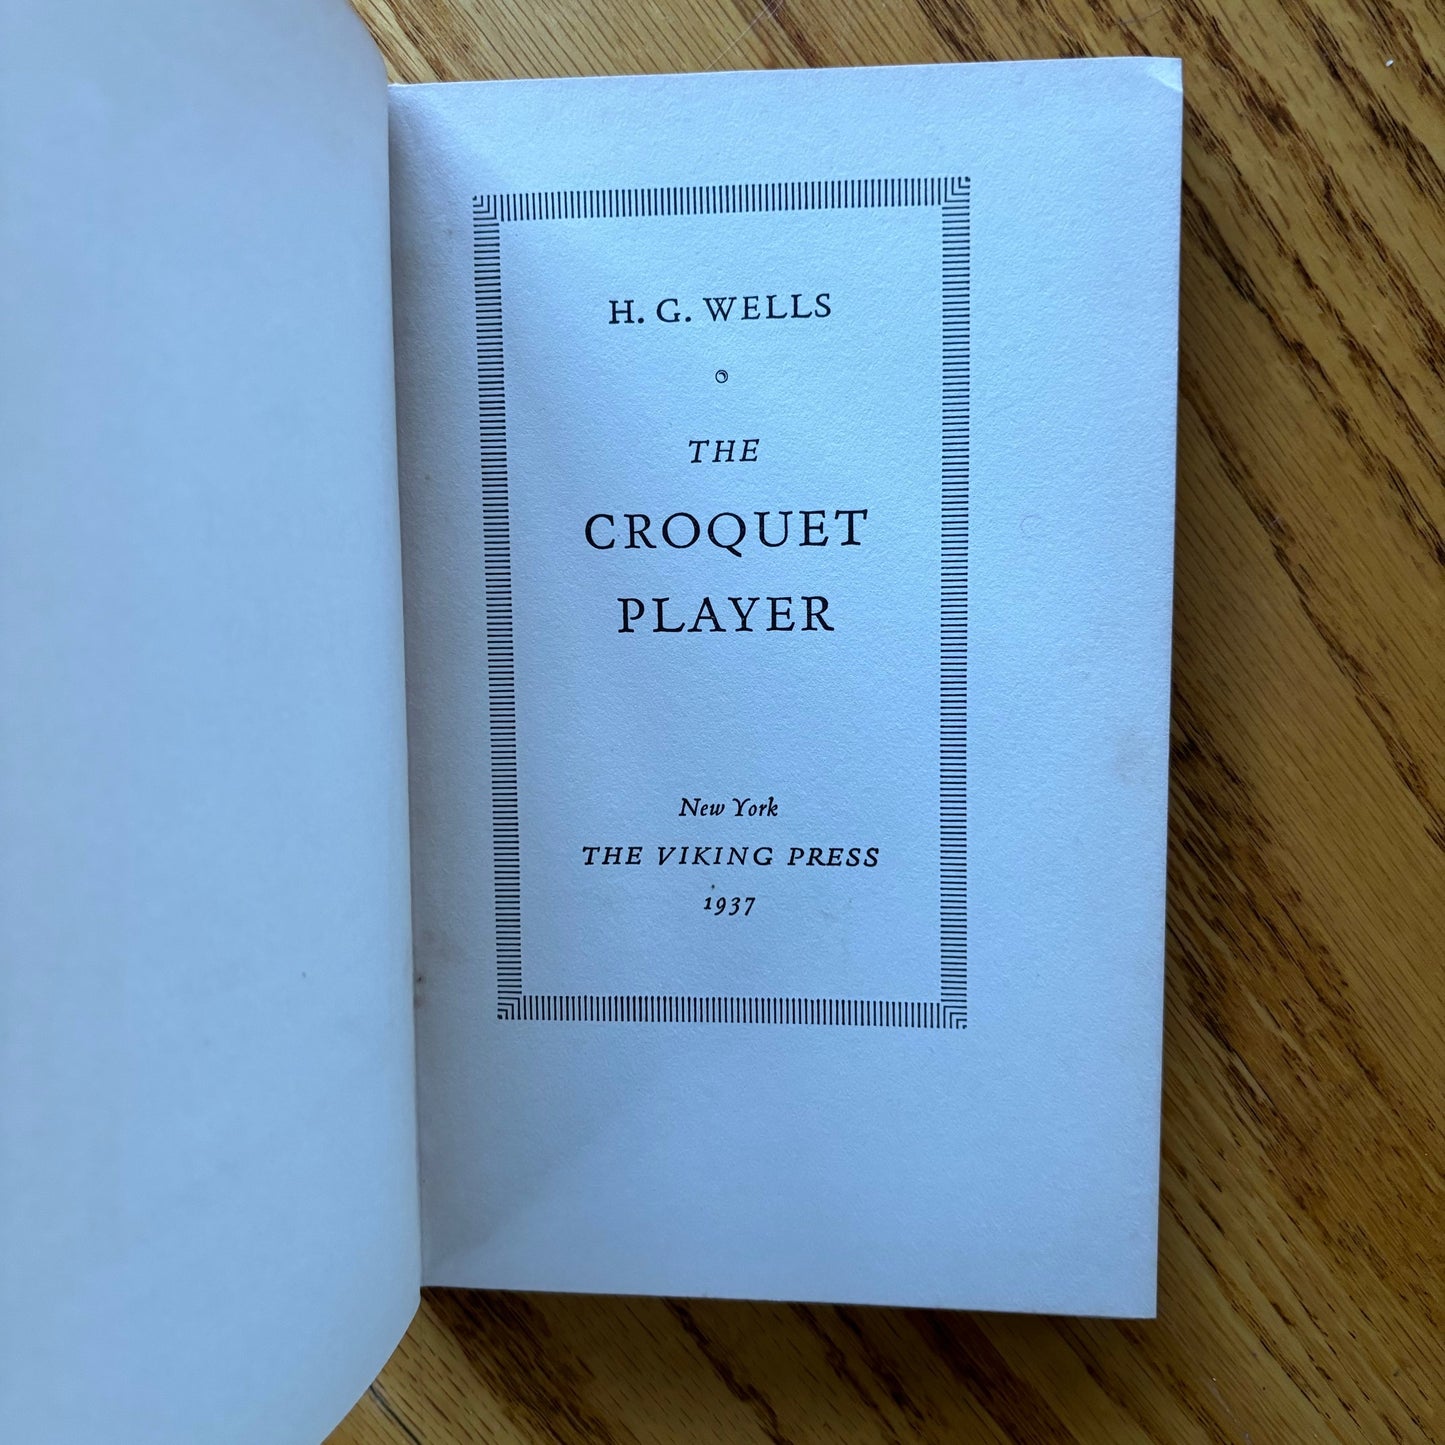 H. G. WELLS
THE
CROQUET
PLAYER
New York
THE VIKING PRESS
1937